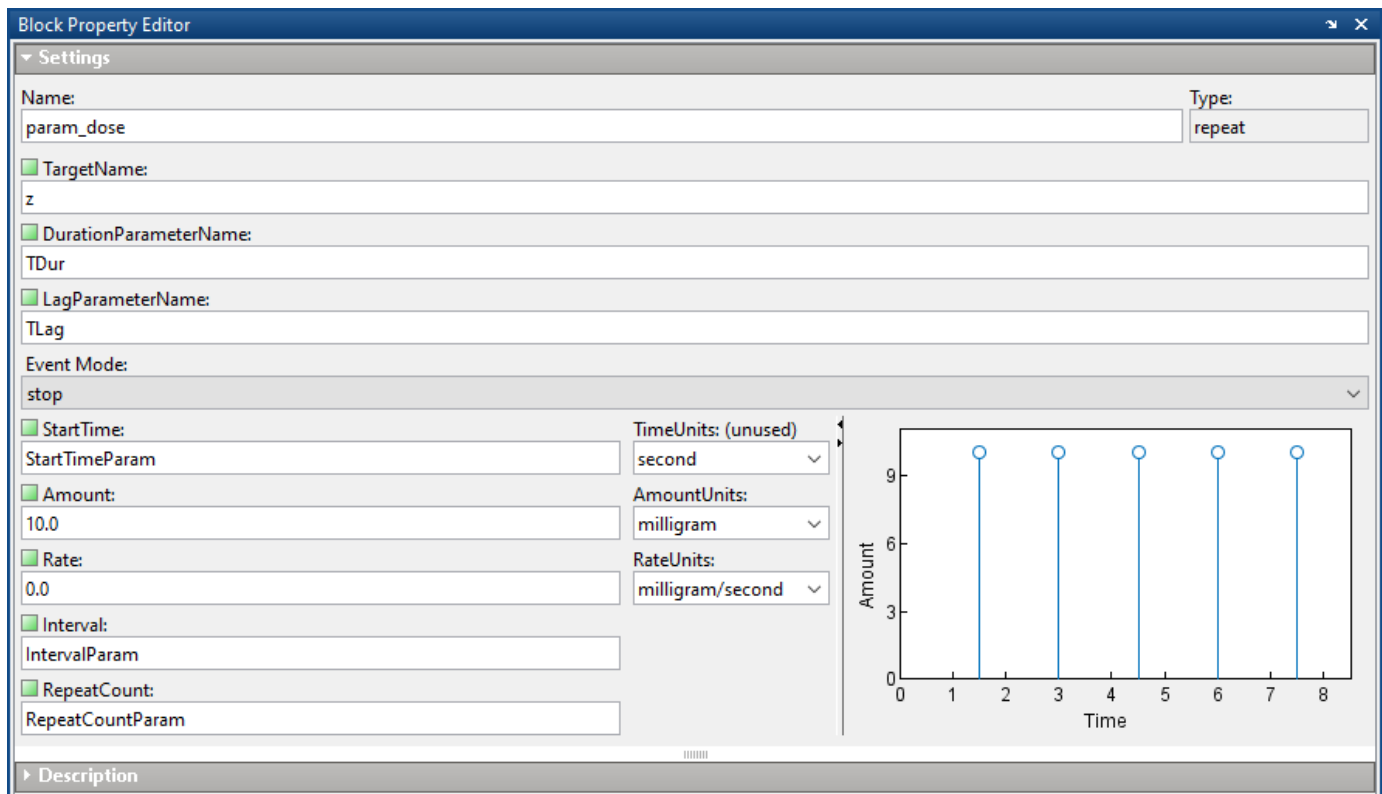 Block Property Editor
Settings
Name:
Type:
param_dose
repeat
TargetName:
z
DurationParameterName:
TDur
LagParameterName:
TLag
Event Mode:
stop
StartTime:
TimeUnits: (unused)
StartTimeParam
second
Amount:
AmountUnits:
10.0
milligram
Rate:
RateUnits:
0.0
milligram/second
Interval:
IntervalParam
RepeatCount:
RepeatCountParam
9
6
3
0
Amount
0 1 2 3 4 5 6 7 8
Time
Description